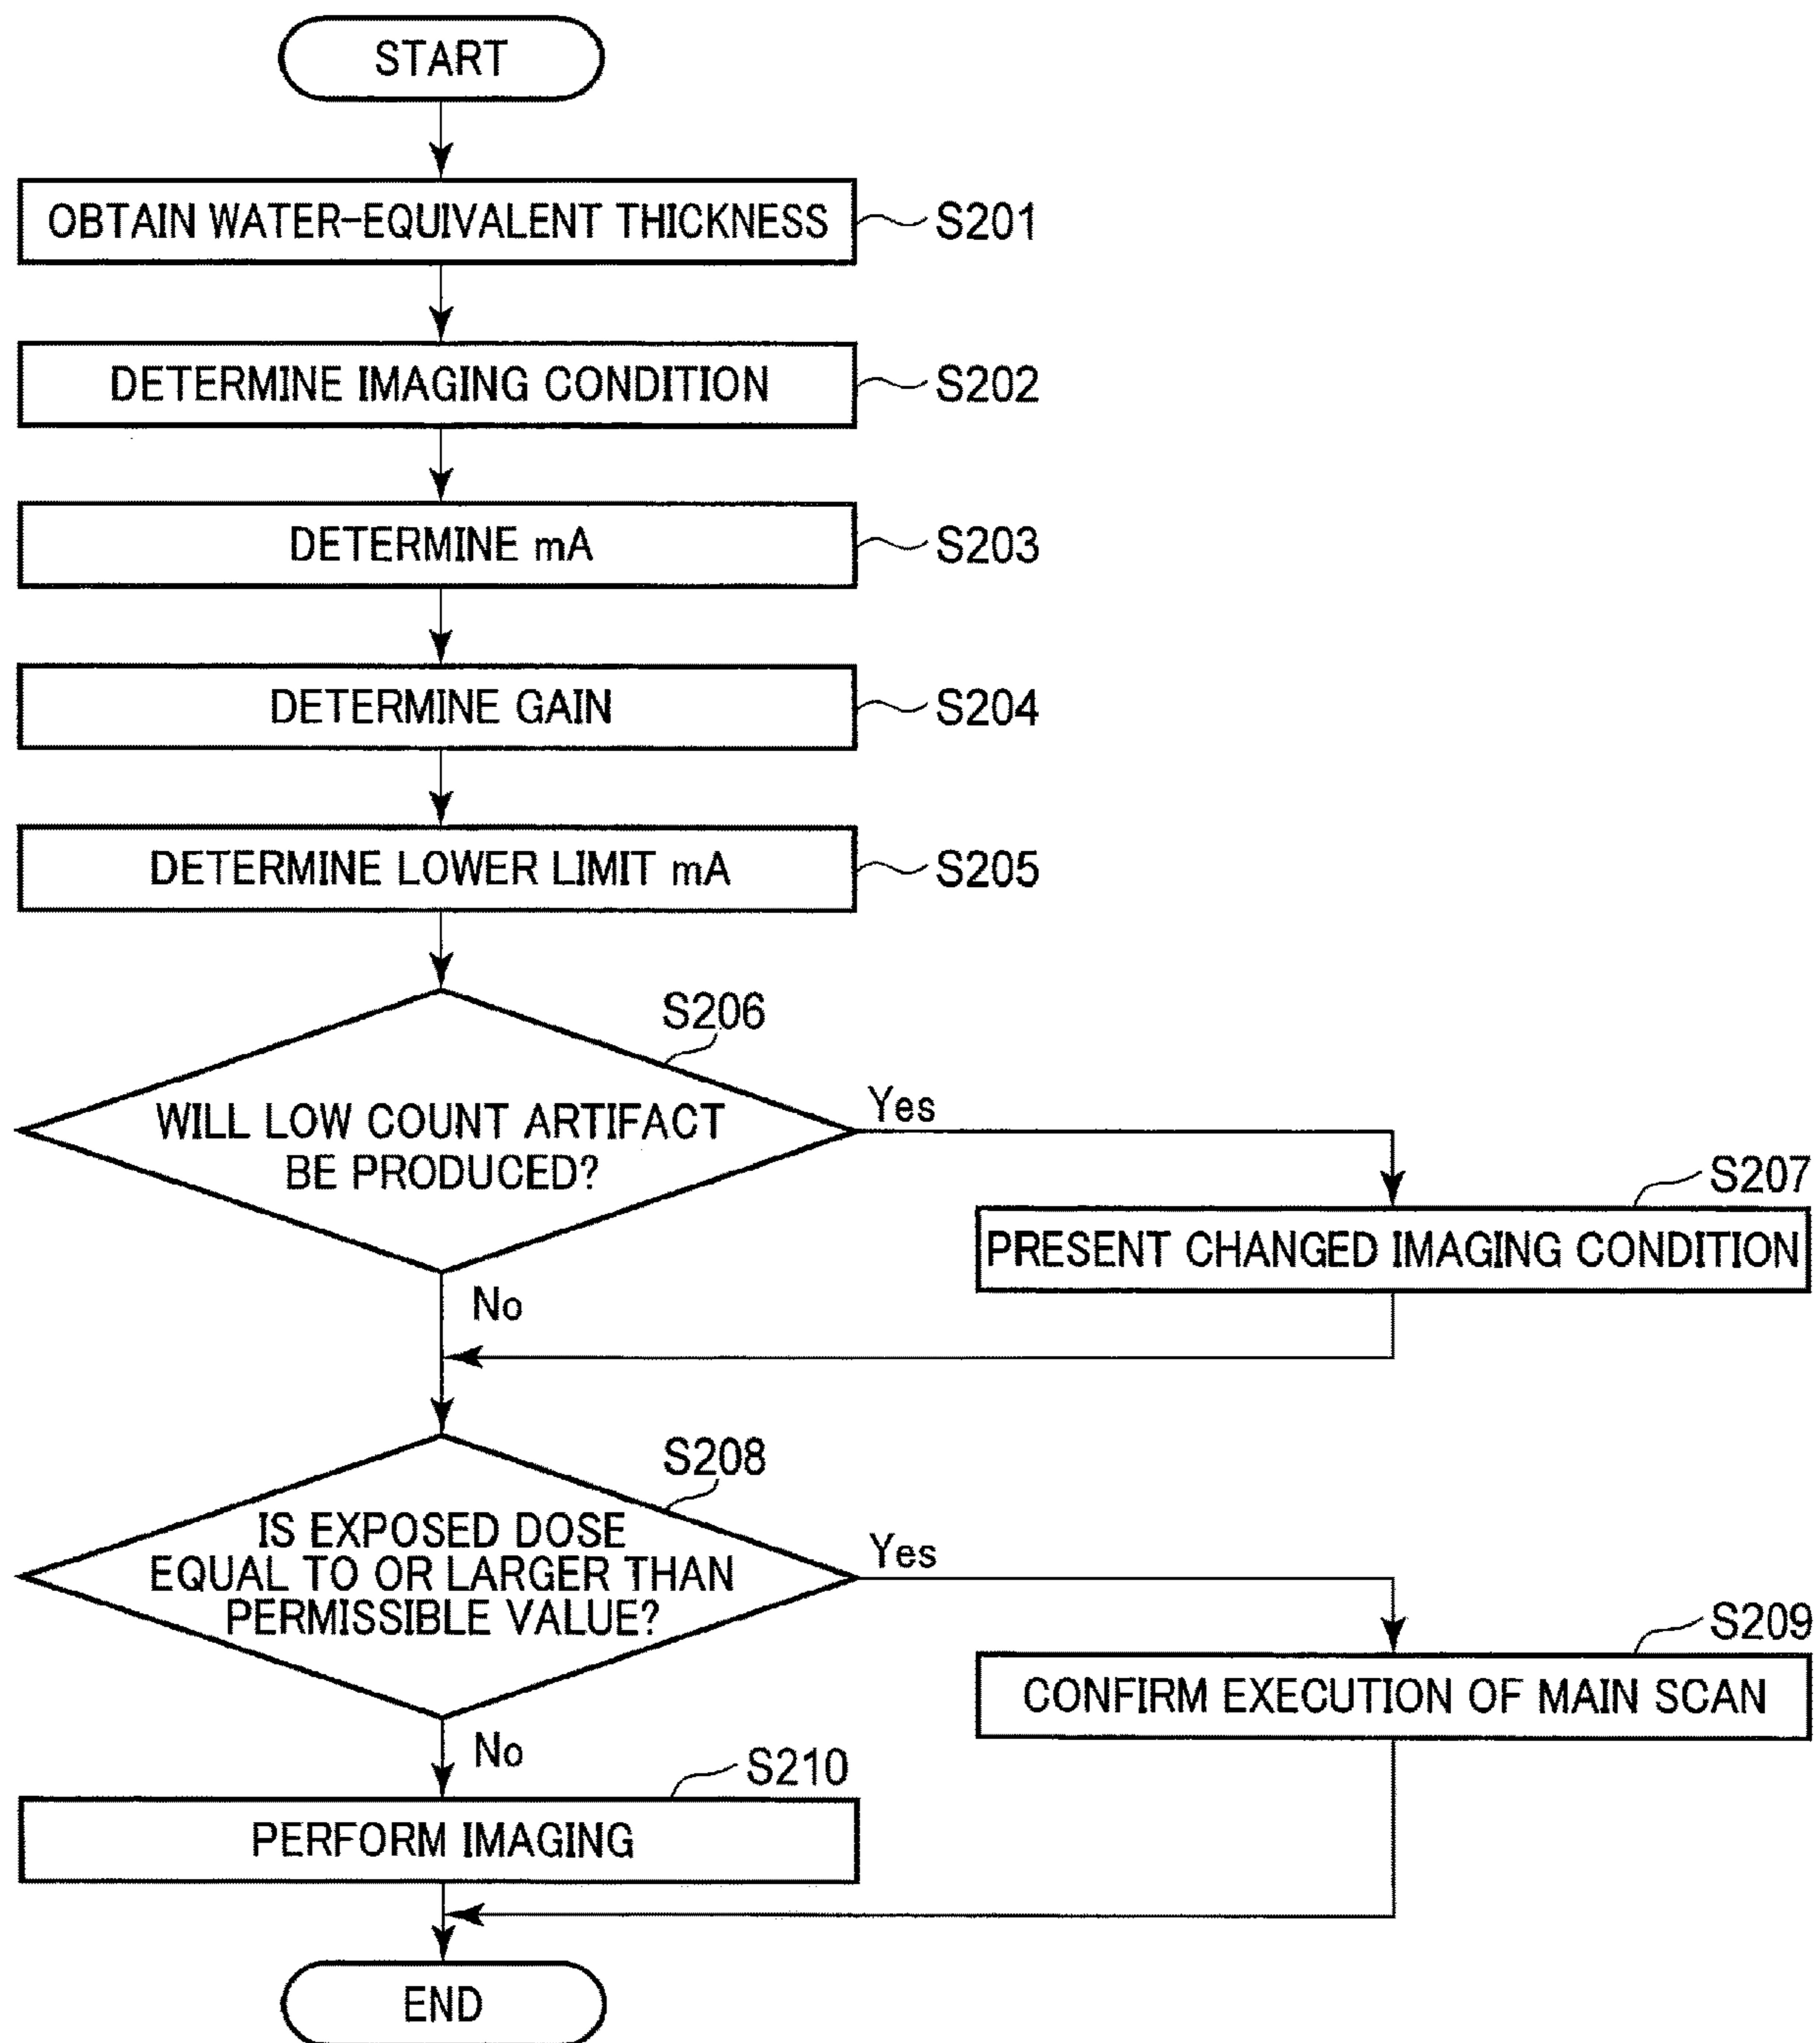 START
OBTAIN WATER-EQUIVALENT THICKNESS
S201
DETERMINE IMAGING CONDITION
S202
DETERMINE mA
S203
DETERMINE GAIN
S204
DETERMINE LOWER LIMIT mA
S205
S206
WILL LOW COUNT ARTIFACT
BE PRODUCED?
Yes
No
S207
PRESENT CHANGED IMAGING CONDITION
S208
IS EXPOSED DOSE
EQUAL TO OR LARGER THAN
PERMISSIBLE VALUE?
Yes
No
S209
CONFIRM EXECUTION OF MAIN SCAN
S210
PERFORM IMAGING
END